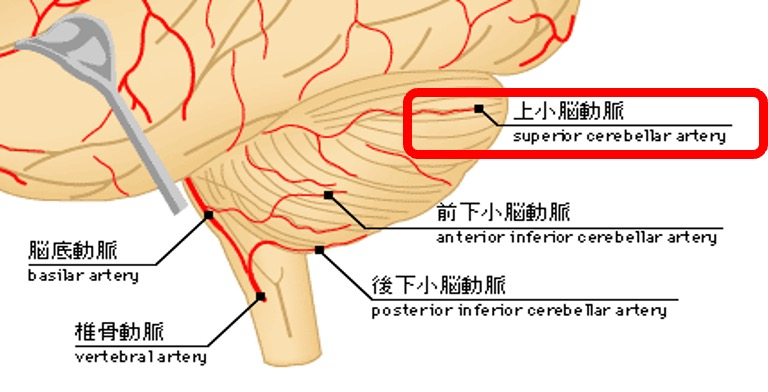 上小脳動脈
superior cerebellar artery
前下小脳動脈
anterior inferior cerebellar artery
脳底動脈
basilar artery
後下小脳動脈
posterior inferior cerebellar artery
椎骨動脈
vertebral artery